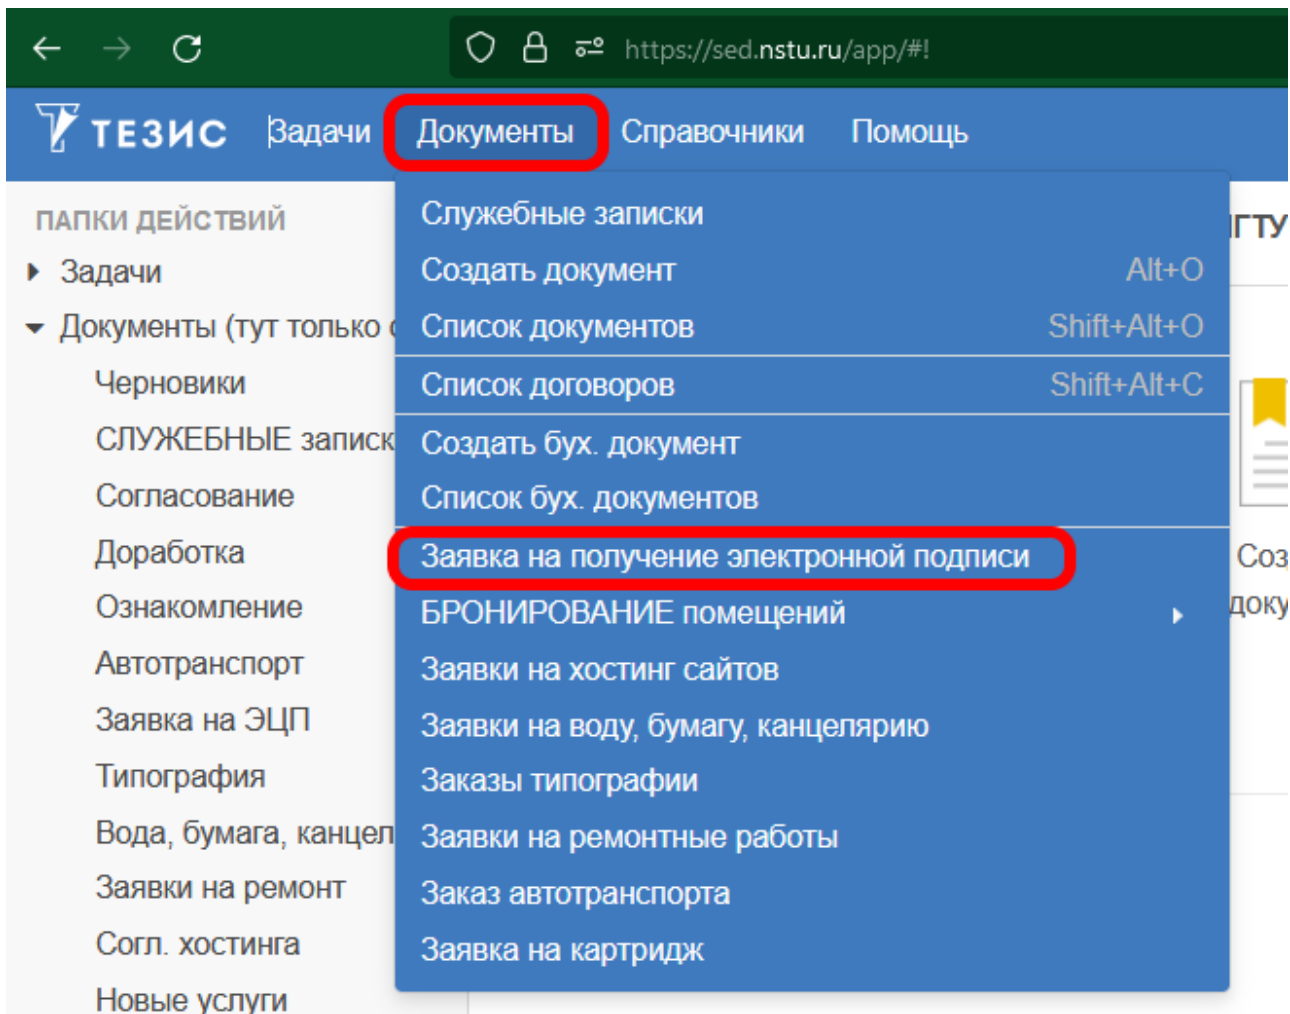 https://sed.nstu.ru/app/#!
ТЕЗИС Задачи Документы Справочники Помощь
ПАПКИ ДЕЙСТВИЙ
Задачи
Документы (тут только
Черновики
СЛУЖЕБНЫЕ записк
Согласование
Доработка
Ознакомление
Автотранспорт
Заявка на ЭЦП
Типография
Вода, бумага, канцел
Заявки на ремонт
Согл. хостинга
Новые услуги
Служебные записки
Создать документ Alt+O
Список документов Shift+Alt+O
Список договоров Shift+Alt+C
Создать бух. документ
Список бух. документов
Заявка на получение электронной подписи
БРОНИРОВАНИЕ помещений
Заявки на хостинг сайтов
Заявки на воду, бумагу, канцелярию
Заказы типографии
Заявки на ремонтные работы
Заказ автотранспорта
Заявка на картридж
ГТУ
Соз
доку